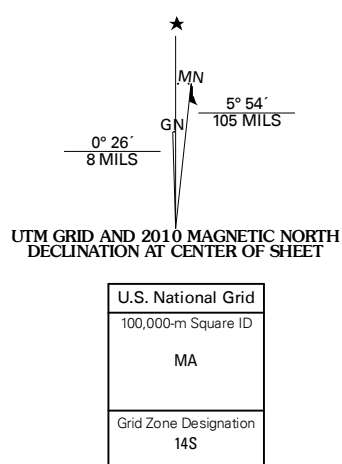 MN
5° 54´
105 MILS
GN
0° 26´
8 MILS
UTM GRID AND 2010 MAGNETIC NORTH
DECLINATION AT CENTER OF SHEET
U.S. National Grid
100,000-m Square ID
MA
Grid Zone Designation
14S